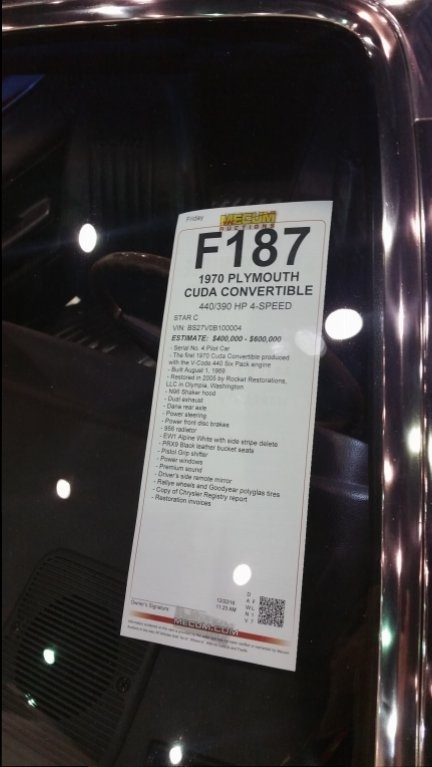 Friday
MECUM
AUCTIONS
F187
1970 PLYMOUTH
CUDA CONVERTIBLE
440/390 HP 4-SPEED
STAR C
VIN: BS27V0B100004
ESTIMATE: $400,000 - $600,000
- Serial No. 4 Pilot Car
- The first 1970 Cuda Convertible produced
with the V-Code 440 Six Pack engine
- Built August 1, 1969
- Restored in 2005 by Rocket Restorations,
LLC in Olympia, Washington
- N96 Shaker hood
- Dual exhaust
- Dana rear axle
- Power steering
- Power front disc brakes
- 956 radiator
- EW1 Alpine White with side stripe delete
- PRX9 Black leather bucket seats
- Pistol Grip shifter
- Power windows
- Premium sound
- Driver's side remote mirror
- Rallye wheels and Goodyear polyglas tires
- Copy of Chrysler Registry report
- Restoration invoices
Owner's Signature
11:23 AM
MECUM.COM